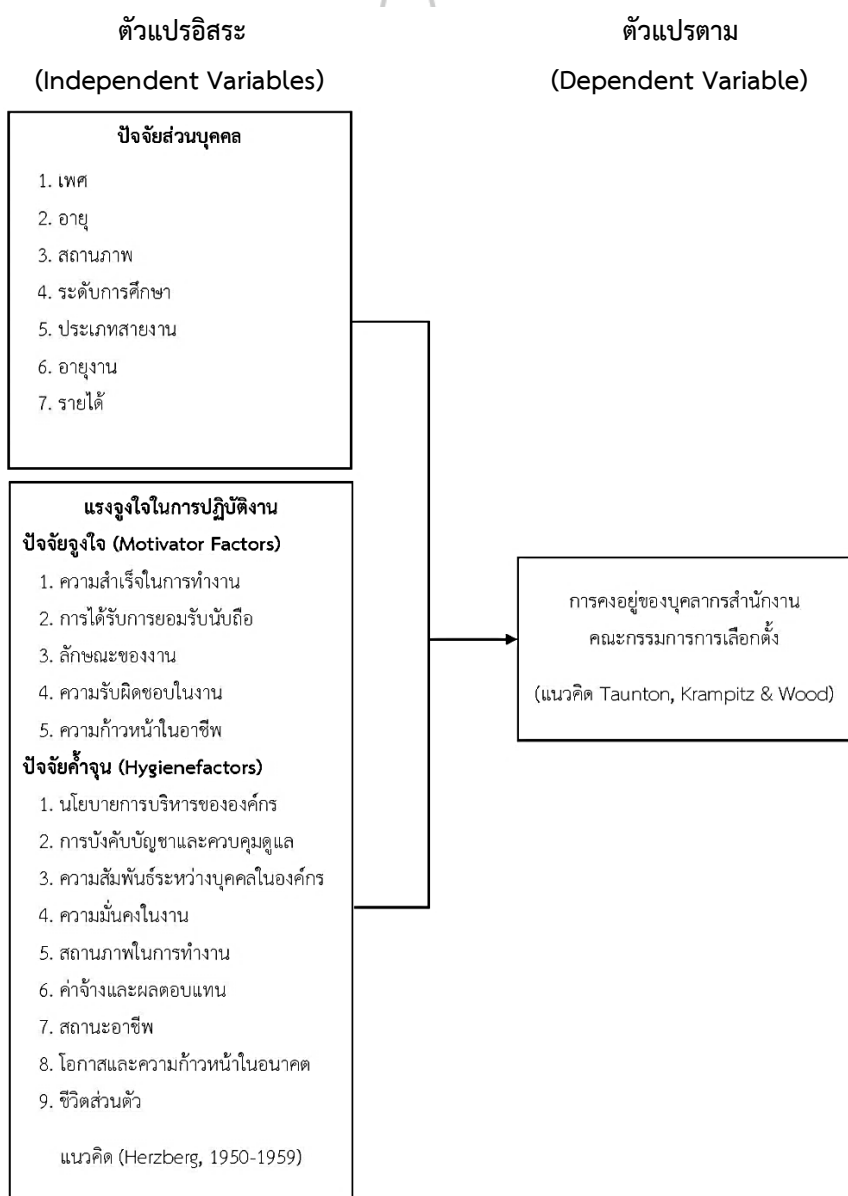 ตัวแปรอิสระ
(Independent Variables)
ตัวแปรตาม
(Dependent Variable)
ปัจจัยส่วนบุคคล
1. เพศ
2. อายุ
3. สถานภาพ
4. ระดับการศึกษา
5. ประเภทสายงาน
6. อายุงาน
7. รายได้
แรงจูงใจในการปฏิบัติงาน
ปัจจัยจูงใจ (Motivator Factors)
1. ความสำเร็จในการทำงาน
2. การได้รับการยอมรับนับถือ
3. ลักษณะของงาน
4. ความรับผิดชอบในงาน
5. ความก้าวหน้าในอาชีพ
ปัจจัยค้ำจุน (Hygienefactors)
1. นโยบายการบริหารขององค์กร
2. การบังคับบัญชาและควบคุมดูแล
3. ความสัมพันธ์ระหว่างบุคคลในองค์กร
4. ความมั่นคงในงาน
5. สถานภาพในการทำงาน
6. ค่าจ้างและผลตอบแทน
7. สถานะอาชีพ
8. โอกาสและความก้าวหน้าในอนาคต
9. ชีวิตส่วนตัว
แนวคิด (Herzberg, 1950-1959)
การคงอยู่ของบุคลากรสำนักงาน
คณะกรรมการการเลือกตั้ง
(แนวคิด Taunton, Krampitz & Wood)